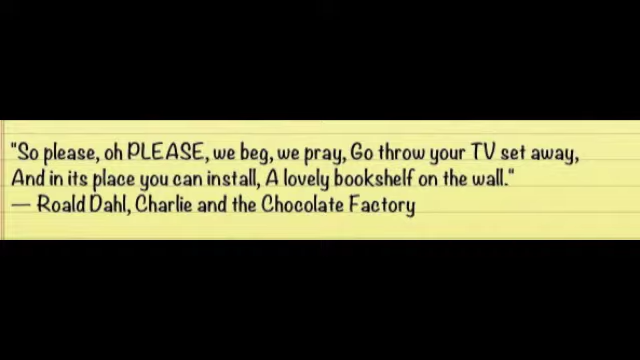 "So please, oh PLEASE, we beg, we pray, Go throw your TV set away,
And in its place you can install, A lovely bookshelf on the wall."
— Roald Dahl, Charlie and the Chocolate Factory